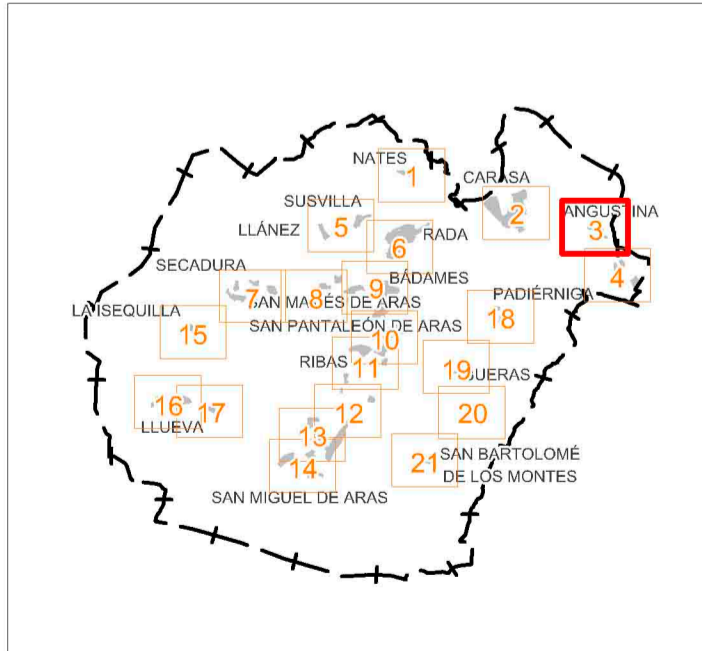 NATES
1
CARASA
SUSVILLA
2
ANGUSTINA
LLÁNEZ
5
RADA
3
6
SECADURA
BÁDAMES
4
7
SAN MAMÉS DE ARAS
8
9
PADIÉRNIGA
LA ISEQUILLA
15
SAN PANTALEÓN DE ARAS
18
10
RIBAS
11
19
BUERAS
16
17
12
20
LLUEVA
13
14
21
SAN BARTOLOMÉ
DE LOS MONTES
SAN MIGUEL DE ARAS